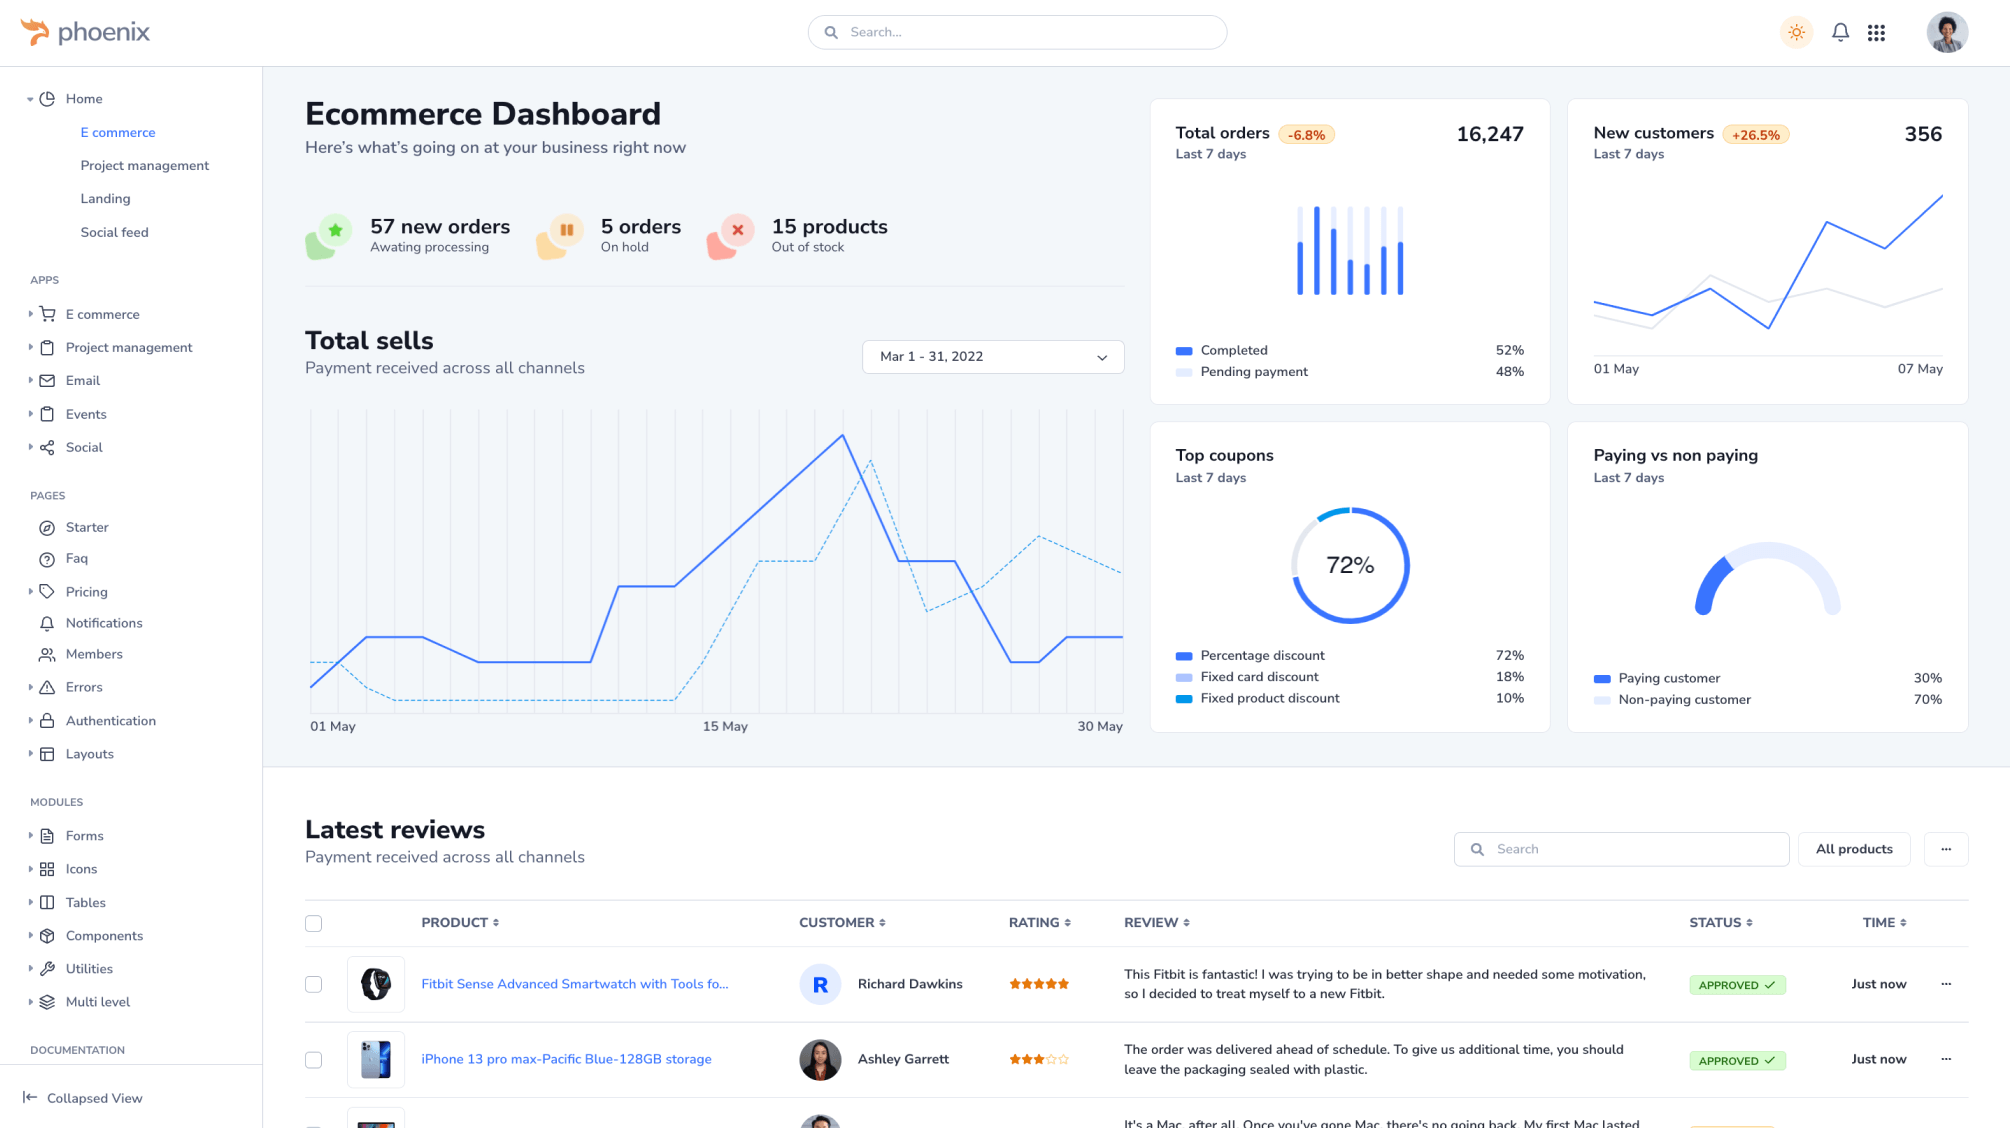 phoenix
Search...
Home
E commerce
Project management
Landing
Social feed
APPS
E commerce
Project management
Email
Events
Social
PAGES
Starter
Faq
Pricing
Notifications
Members
Errors
Authentication
Layouts
MODULES
Forms
Icons
Tables
Components
Utilities
Multi level
DOCUMENTATION
Collapsed View
Ecommerce Dashboard
Here's what's going on at your business right now
57 new orders
Awating processing
5 orders
On hold
15 products
Out of stock
Total sells
Payment received across all channels
Mar 1 - 31, 2022
01 May
15 May
30 May
Total orders -6.8% 16,247
Last 7 days
Completed 52%
Pending payment 48%
New customers +26.5% 356
Last 7 days
01 May 07 May
Top coupons
Last 7 days
72%
Percentage discount 72%
Fixed card discount 18%
Fixed product discount 10%
Paying vs non paying
Last 7 days
Paying customer 30%
Non-paying customer 70%
Latest reviews
Payment received across all channels
Search
All products
PRODUCT CUSTOMER RATING REVIEW STATUS TIME
Fitbit Sense Advanced Smartwatch with Tools fo...
R
Richard Dawkins
This Fitbit is fantastic! I was trying to be in better shape and needed some motivation,
so I decided to treat myself to a new Fitbit.
APPROVED
Just now
iPhone 13 pro max-Pacific Blue-128GB storage
Ashley Garrett
The order was delivered ahead of schedule. To give us additional time, you should
leave the packaging sealed with plastic.
APPROVED
Just now
It's a Mac, after all. Once you've gone Mac, there's no going back. My first Mac lasted